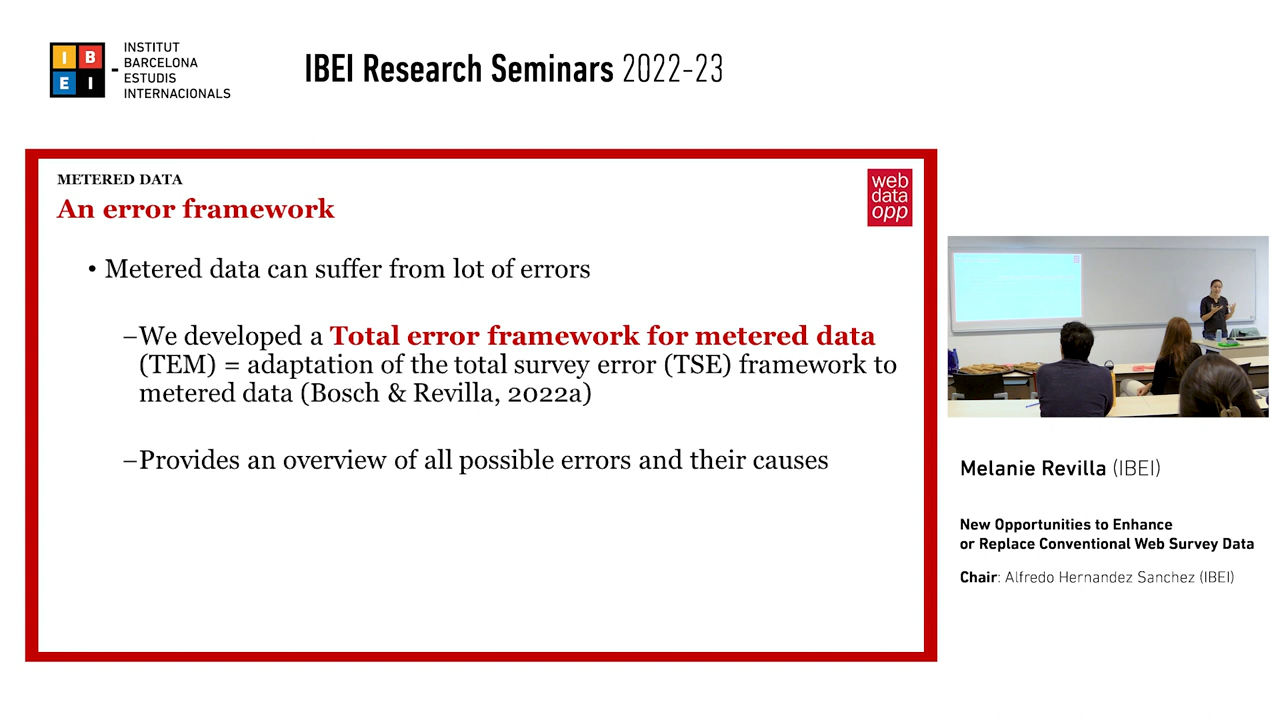 I B
E I
INSTITUT
BARCELONA
ESTUDIS
INTERNACIONALS
IBEI Research Seminars 2022-23
METERED DATA
An error framework
web
data
opp
• Metered data can suffer from lot of errors
–We developed a Total error framework for metered data
(TEM) = adaptation of the total survey error (TSE) framework to
metered data (Bosch & Revilla, 2022a)
–Provides an overview of all possible errors and their causes
Melanie Revilla (IBEI)
New Opportunities to Enhance
or Replace Conventional Web Survey Data
Chair: Alfredo Hernandez Sanchez (IBEI)